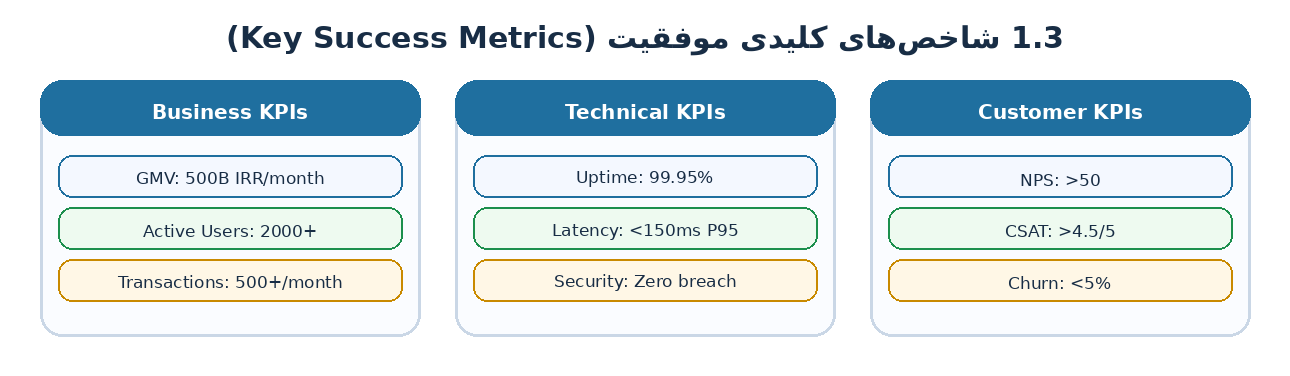 1.3 شاخص‌های کلیدی موفقیت (Key Success Metrics)
Business KPIs
GMV: 500B IRR/month
Active Users: 2000+
Transactions: 500+/month
Technical KPIs
Uptime: 99.95%
Latency: <150ms P95
Security: Zero breach
Customer KPIs
NPS: >50
CSAT: >4.5/5
Churn: <5%